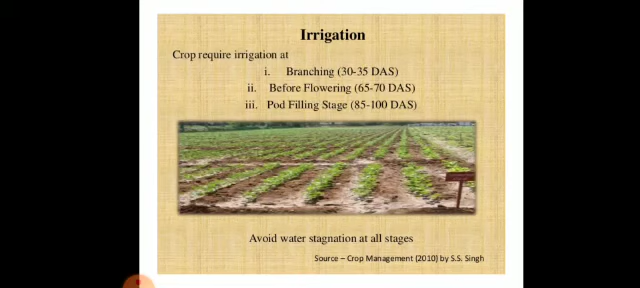 Irrigation
Crop require irrigation at
i. Branching (30-35 DAS)
ii. Before Flowering (65-70 DAS)
iii. Pod Filling Stage (85-100 DAS)
Avoid water stagnation at all stages
Source – Crop Management (2010) by S.S. Singh